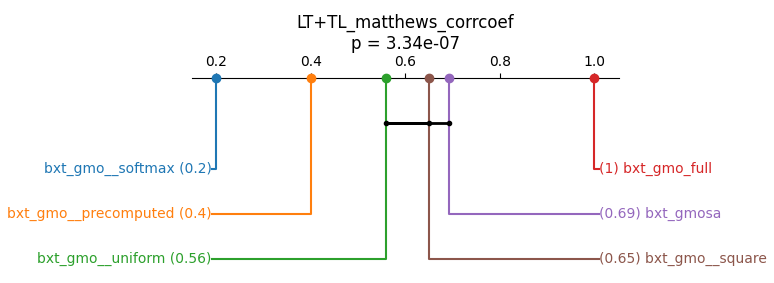 LT+TL_matthews_corrcoef
p = 3.34e-07
0.2 0.4 0.6 0.8 1.0
bxt_gmo__softmax (0.2) (1) bxt_gmo_full
bxt_gmo__precomputed (0.4) (0.69) bxt_gmosa
bxt_gmo__uniform (0.56) (0.65) bxt_gmo__square